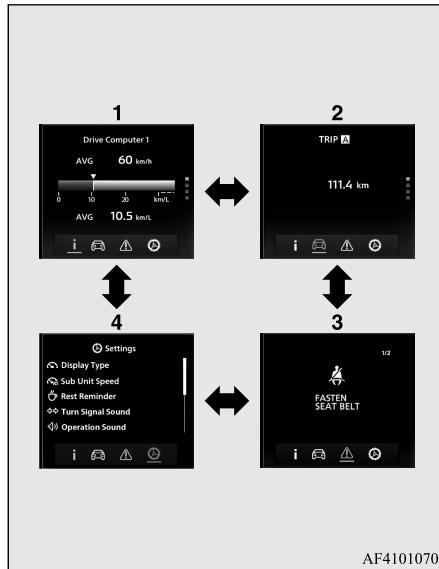 1
Drive Computer 1
AVG 60 km/h
0 10 20 km/L
AVG 10.5 km/L
i
2
TRIP A
111.4 km
i
4
Settings
Display Type
Sub Unit Speed
Rest Reminder
Turn Signal Sound
Operation Sound
i
3
1/2
FASTEN
SEAT BELT
i
AF4101070